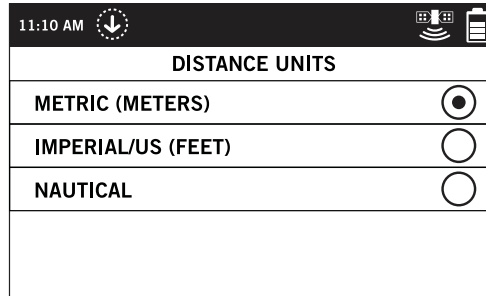 11:10 AM
DISTANCE UNITS
METRIC (METERS)
IMPERIAL/US (FEET)
NAUTICAL